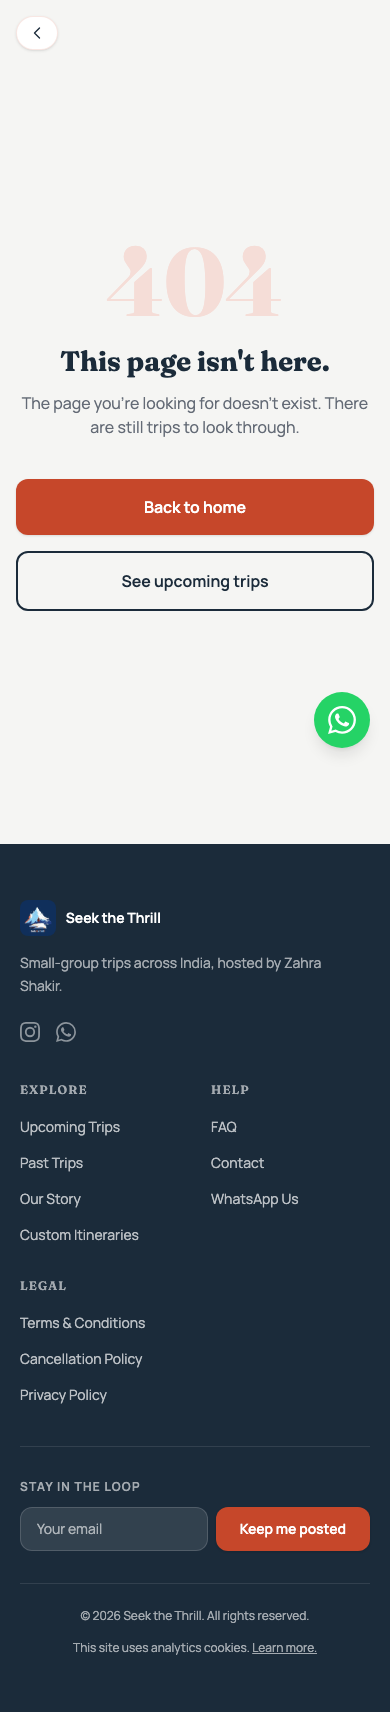 404
This page isn't here.
The page you're looking for doesn't exist. There
are still trips to look through.
Back to home
See upcoming trips
Seek the Thrill
Small-group trips across India, hosted by Zahra
Shakir.
EXPLORE
Upcoming Trips
Past Trips
Our Story
Custom Itineraries
HELP
FAQ
Contact
WhatsApp Us
LEGAL
Terms & Conditions
Cancellation Policy
Privacy Policy
STAY IN THE LOOP
Your email
Keep me posted
© 2026 Seek the Thrill. All rights reserved.
This site uses analytics cookies. Learn more.